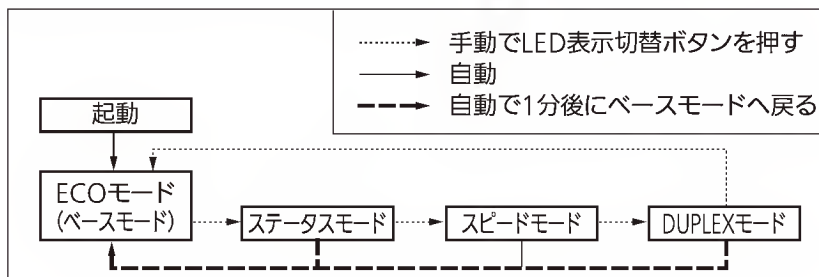 手動でLED表示切替ボタンを押す
自動
自動で1分後にベースモードへ戻る
起動
ECOモード
(ベースモード)
ステータスモード
スピードモード
DUPLEXモード